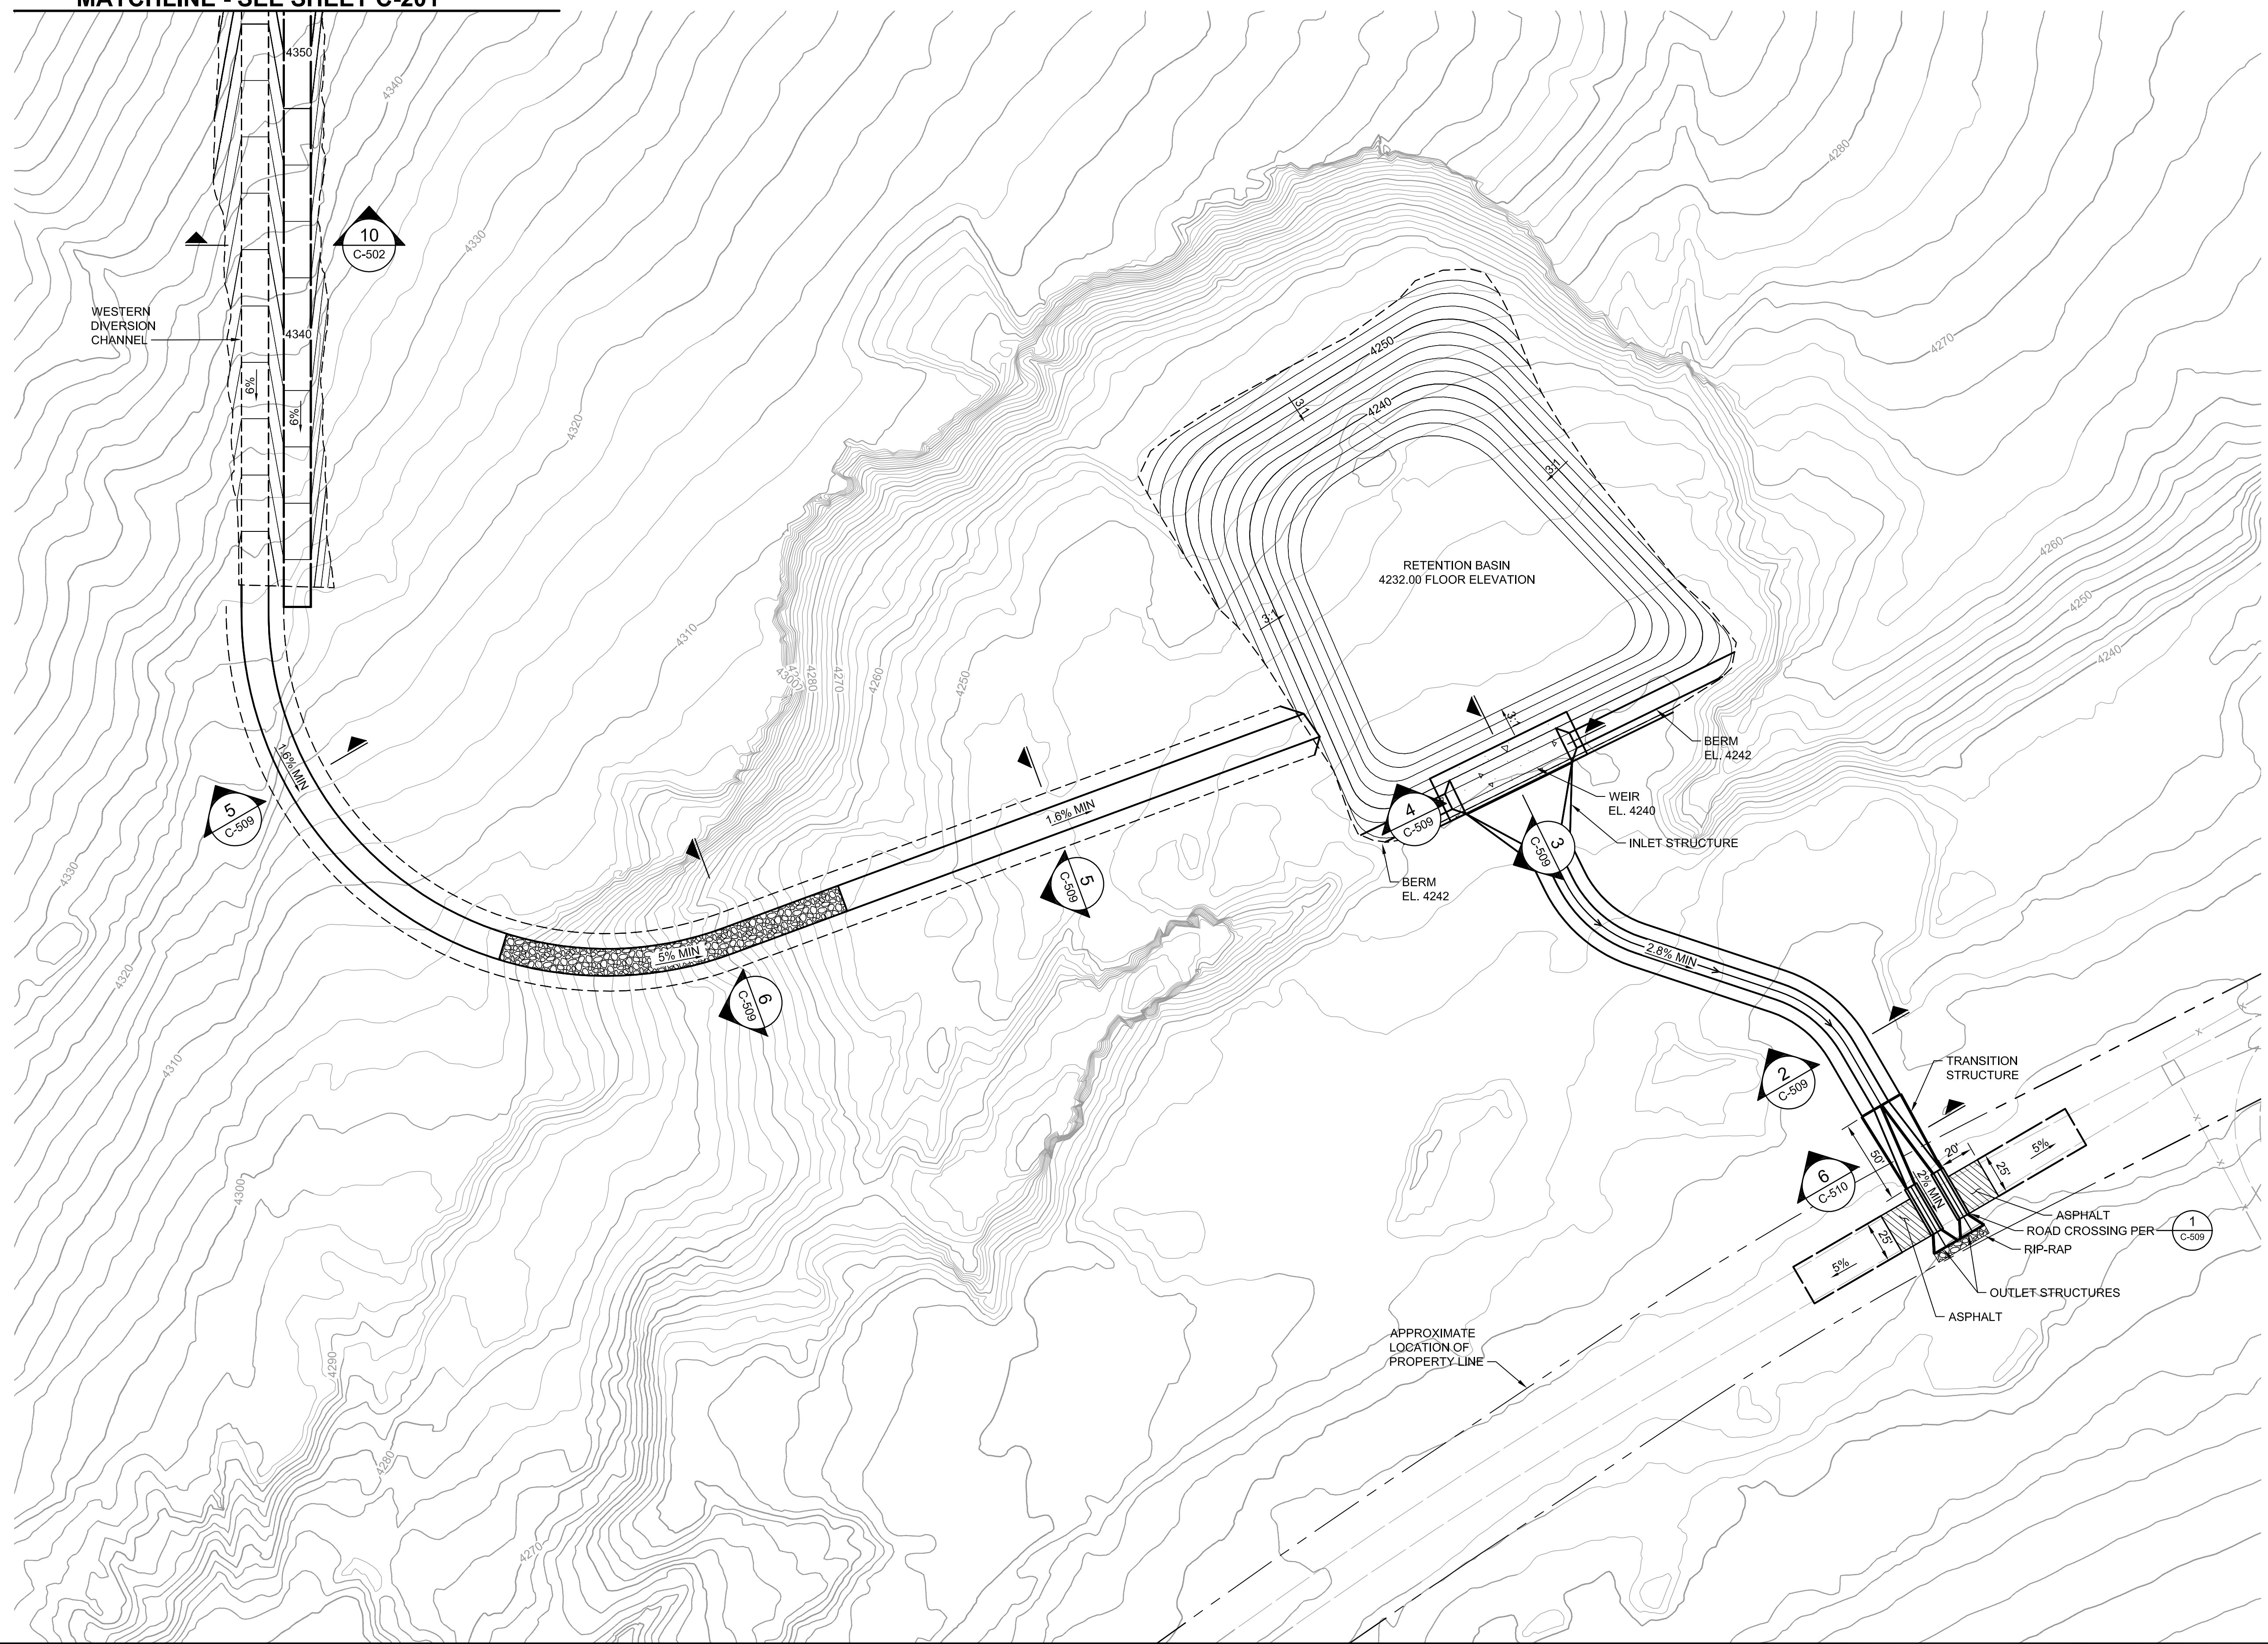 MATCHLINE - SEE SHEET C-201
4350
4340
4280
10
C-502
4330
WESTERN
DIVERSION
CHANNEL
4340
4270
4250
6%
6%
3:1
4240
4320
3:1
4260
RETENTION BASIN
4232.00 FLOOR ELEVATION
4250
3:1
4310
4240
4300
4280
4270
4260
4250
3:1
BERM
EL. 4242
1.6% MIN
WEIR
EL. 4240
5
C-509
1.6% MIN
4
C-509
INLET STRUCTURE
3
C-509
4330
5
C-509
BERM
EL. 4242
2.8% MIN
5% MIN
4320
6
C-509
TRANSITION
STRUCTURE
4310
2
C-509
20'
5%
50'
25'
6
C-510
2% MIN
4300
ASPHALT
ROAD CROSSING PER
1
C-509
25'
RIP-RAP
5%
OUTLET STRUCTURES
ASPHALT
APPROXIMATE
LOCATION OF
PROPERTY LINE
4290
4280
4270